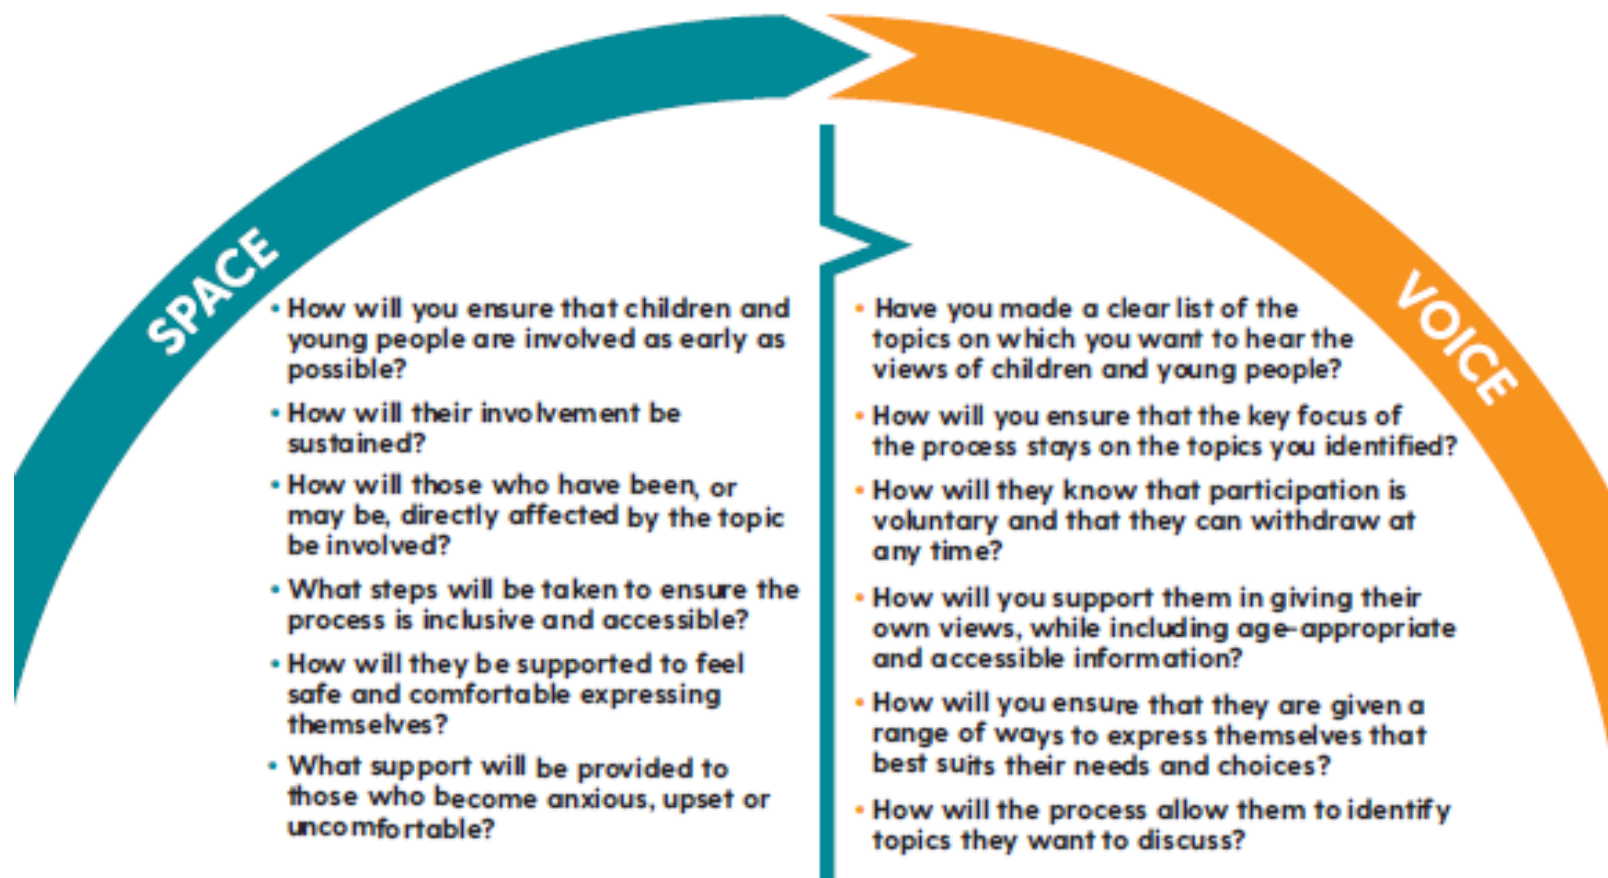 SPACE
• How will you ensure that children and
young people are involved as early as
possible?
• How will their involvement be
sustained?
• How will those who have been, or
may be, directly affected by the topic
be involved?
• What steps will be taken to ensure the
process is inclusive and accessible?
• How will they be supported to feel
safe and comfortable expressing
themselves?
• What support will be provided to
those who become anxious, upset or
uncomfortable?
VOICE
• Have you made a clear list of the
topics on which you want to hear the
views of children and young people?
• How will you ensure that the key focus of
the process stays on the topics you identified?
• How will they know that participation is
voluntary and that they can withdraw at
any time?
• How will you support them in giving their
own views, while including age-appropriate
and accessible information?
• How will you ensure that they are given a
range of ways to express themselves that
best suits their needs and choices?
• How will the process allow them to identify
topics they want to discuss?